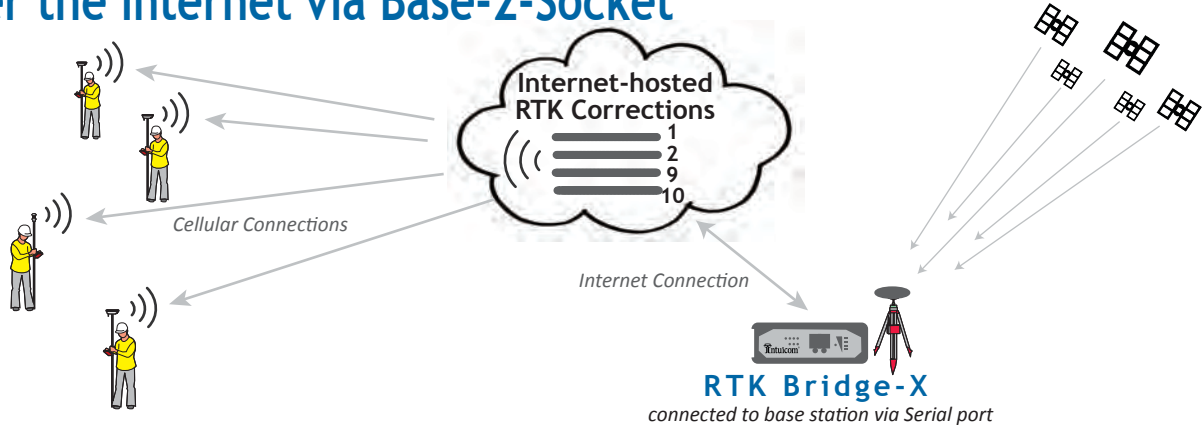 er the Internet via Base-2-Socket
Internet-hosted
RTK Corrections
1
2
9
10
Cellular Connections
Internet Connection
Intuicom
RTK Bridge-X
connected to base station via Serial port